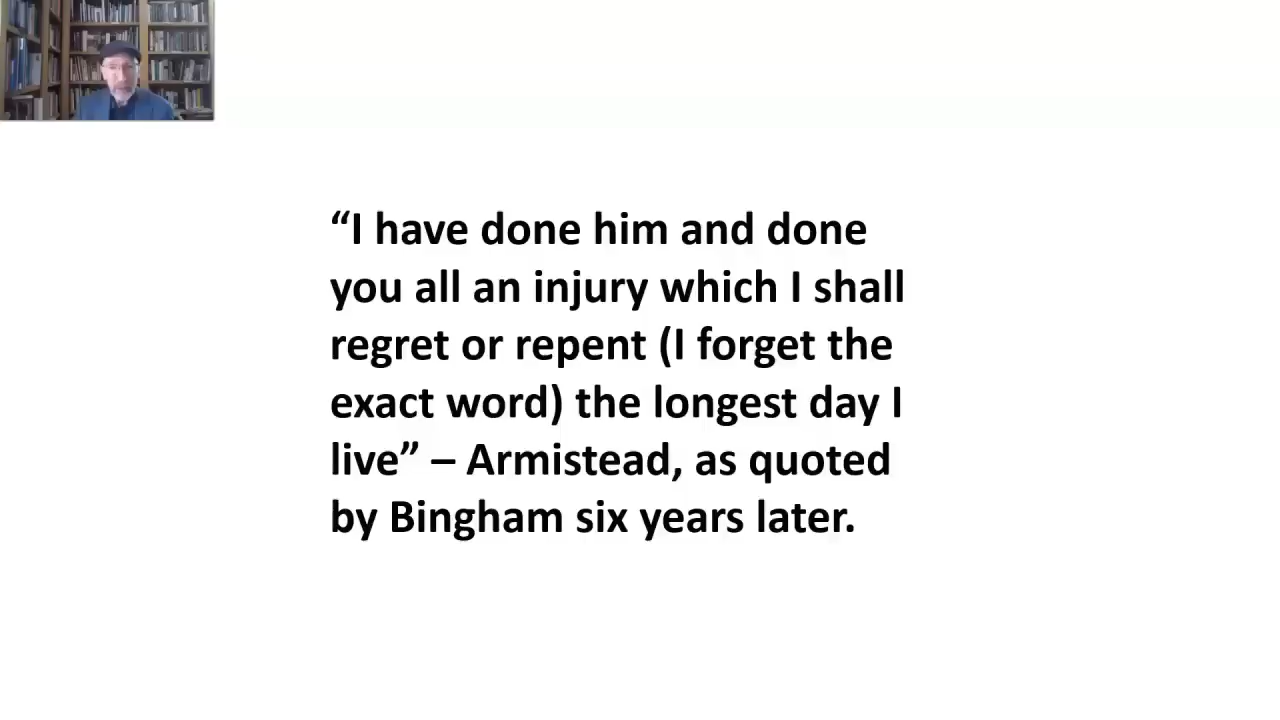 “I have done him and done
you all an injury which I shall
regret or repent (I forget the
exact word) the longest day I
live” – Armistead, as quoted
by Bingham six years later.